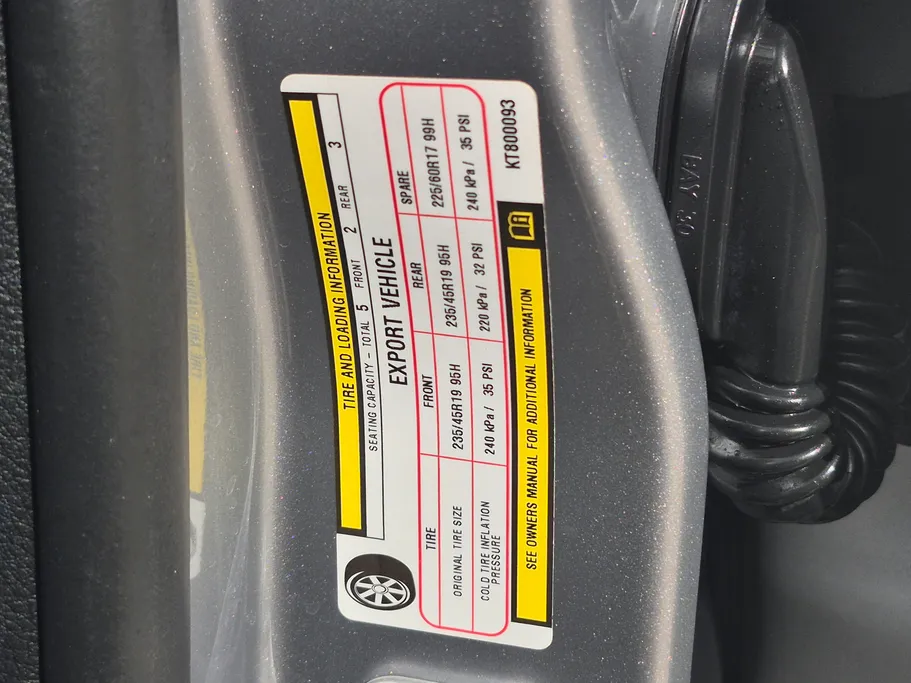 TIRE AND LOADING INFORMATION
SEATING CAPACITY – TOTAL 5 FRONT 2 REAR 3
EXPORT VEHICLE
TIRE FRONT REAR SPARE
ORIGINAL TIRE SIZE 235/45R19 95H 235/45R19 95H 225/60R17 99H
COLD TIRE INFLATION PRESSURE 240 kPa / 35 PSI 220 kPa / 32 PSI 240 kPa / 35 PSI
SEE OWNERS MANUAL FOR ADDITIONAL INFORMATION
KT800093